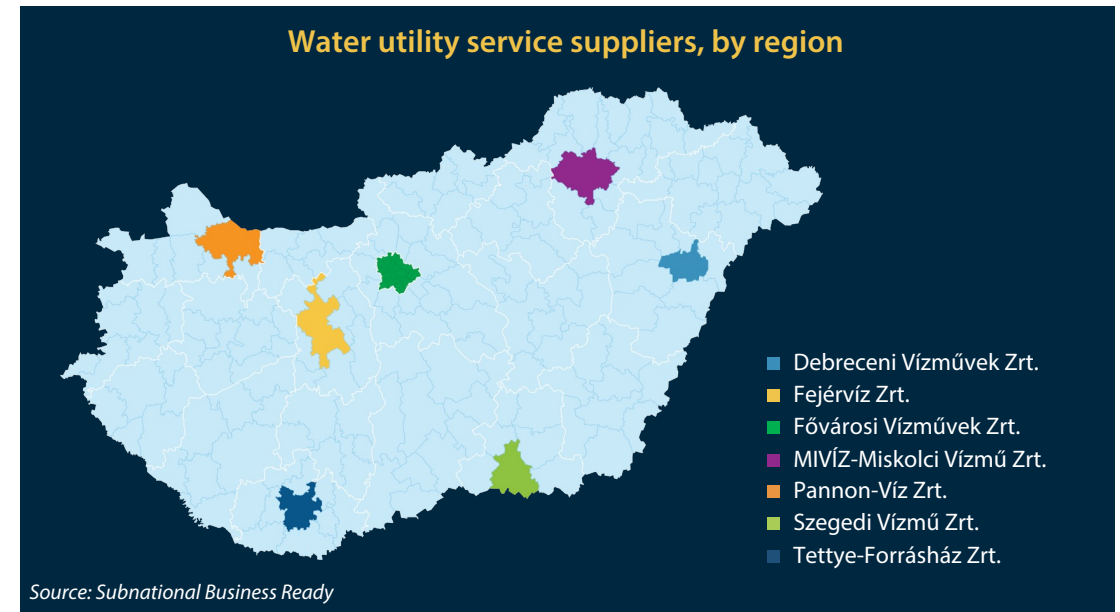 Water utility service suppliers, by region
Debreceni Vízművek Zrt.
Fejérvíz Zrt.
Fővárosi Vízművek Zrt.
MIVÍZ-Miskolci Vízmű Zrt.
Pannon-Víz Zrt.
Szegedi Vízmű Zrt.
Tettye-Forrásház Zrt.
Source: Subnational Business Ready